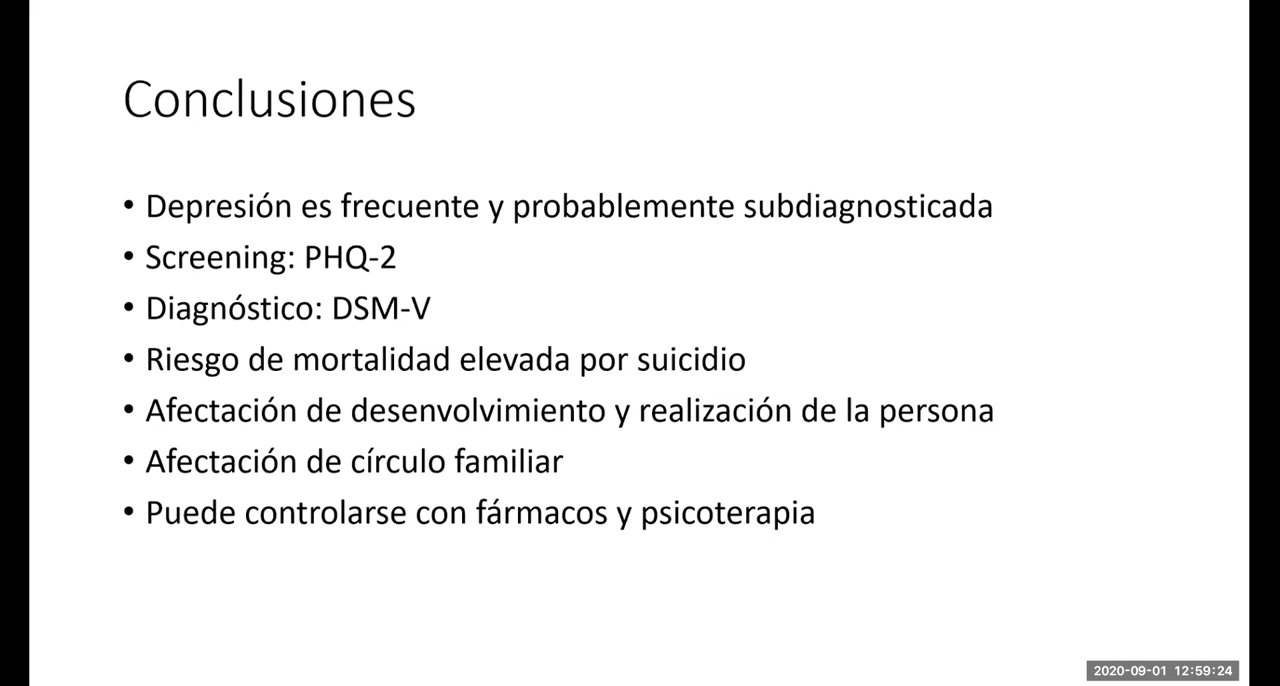 Conclusiones
• Depresión es frecuente y probablemente subdiagnosticada
• Screening: PHQ-2
• Diagnóstico: DSM-V
• Riesgo de mortalidad elevada por suicidio
• Afectación de desenvolvimiento y realización de la persona
• Afectación de círculo familiar
• Puede controlarse con fármacos y psicoterapia
2020-09-01 12:59:24